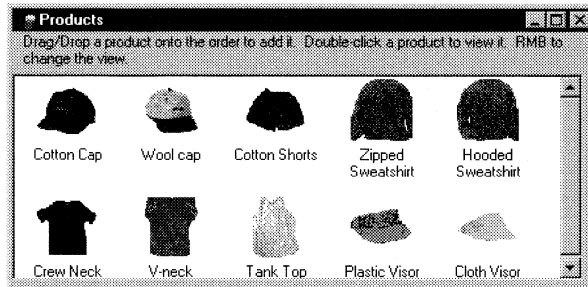 Products
Drag/Drop a product onto the order to add it. Double-click a product to view it. RMB to
change the view.
Cotton Cap Wool cap Cotton Shorts Zipped Sweatshirt Hooded Sweatshirt
Crew Neck V-neck Tank Top Plastic Visor Cloth Visor